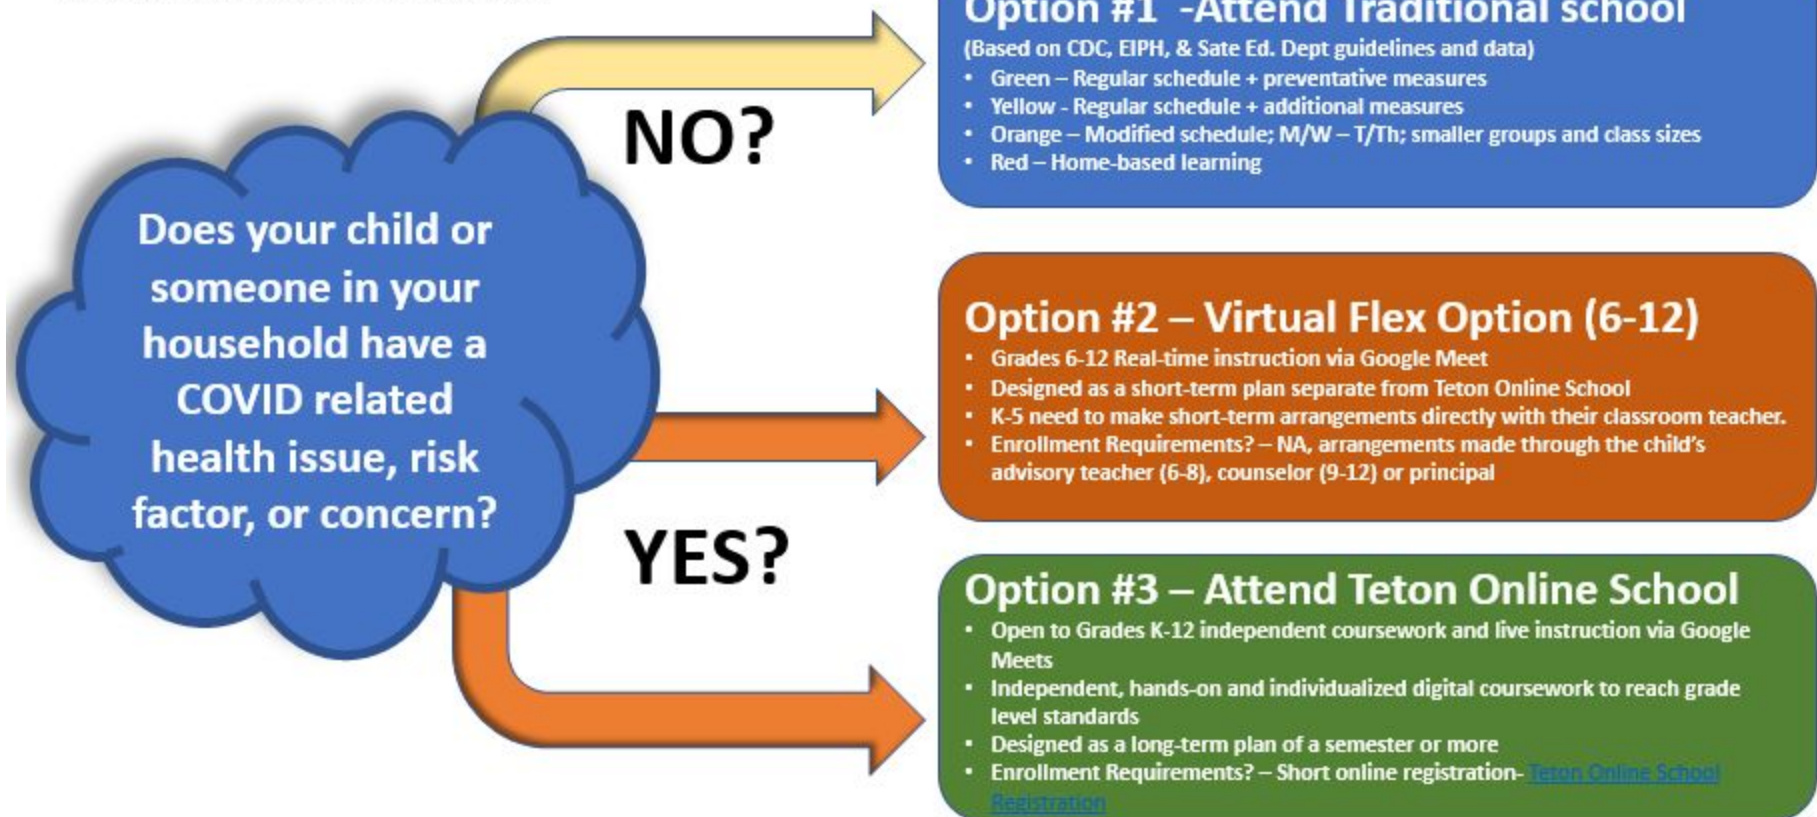 Option #1 -Attend Traditional school
(Based on CDC, EIPH, & Sate Ed. Dept guidelines and data)
• Green – Regular schedule + preventative measures
• Yellow - Regular schedule + additional measures
• Orange – Modified schedule; M/W – T/Th; smaller groups and class sizes
• Red – Home-based learning
NO?
Does your child or
someone in your
household have a
COVID related
health issue, risk
factor, or concern?
YES?
Option #2 – Virtual Flex Option (6-12)
• Grades 6-12 Real-time instruction via Google Meet
• Designed as a short-term plan separate from Teton Online School
• K-5 need to make short-term arrangements directly with their classroom teacher.
• Enrollment Requirements? – NA, arrangements made through the child's
advisory teacher (6-8), counselor (9-12) or principal
Option #3 – Attend Teton Online School
• Open to Grades K-12 independent coursework and live instruction via Google
Meets
• Independent, hands-on and individualized digital coursework to reach grade
level standards
• Designed as a long-term plan of a semester or more
• Enrollment Requirements? – Short online registration- Teton Online School
Registration